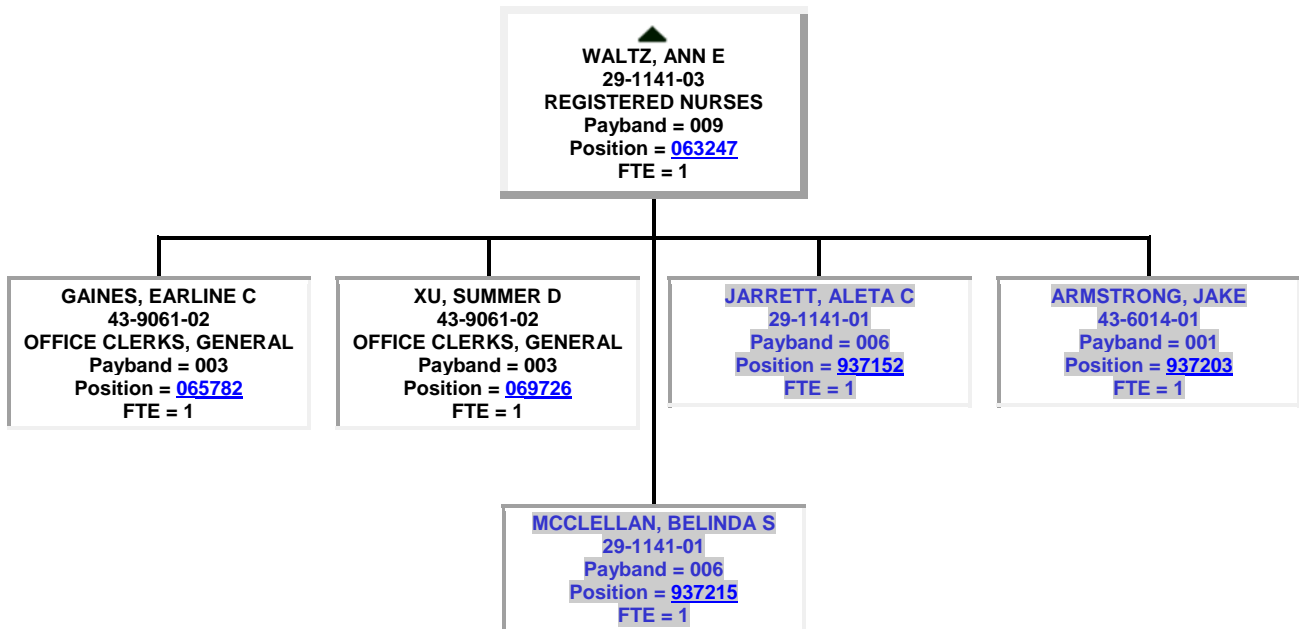 WALTZ, ANN E
29-1141-03
REGISTERED NURSES
Payband = 009
Position = 063247
FTE = 1
GAINES, EARLINE C
43-9061-02
OFFICE CLERKS, GENERAL
Payband = 003
Position = 065782
FTE = 1
XU, SUMMER D
43-9061-02
OFFICE CLERKS, GENERAL
Payband = 003
Position = 069726
FTE = 1
JARRETT, ALETA C
29-1141-01
Payband = 006
Position = 937152
FTE = 1
ARMSTRONG, JAKE
43-6014-01
Payband = 001
Position = 937203
FTE = 1
MCCLELLAN, BELINDA S
29-1141-01
Payband = 006
Position = 937215
FTE = 1